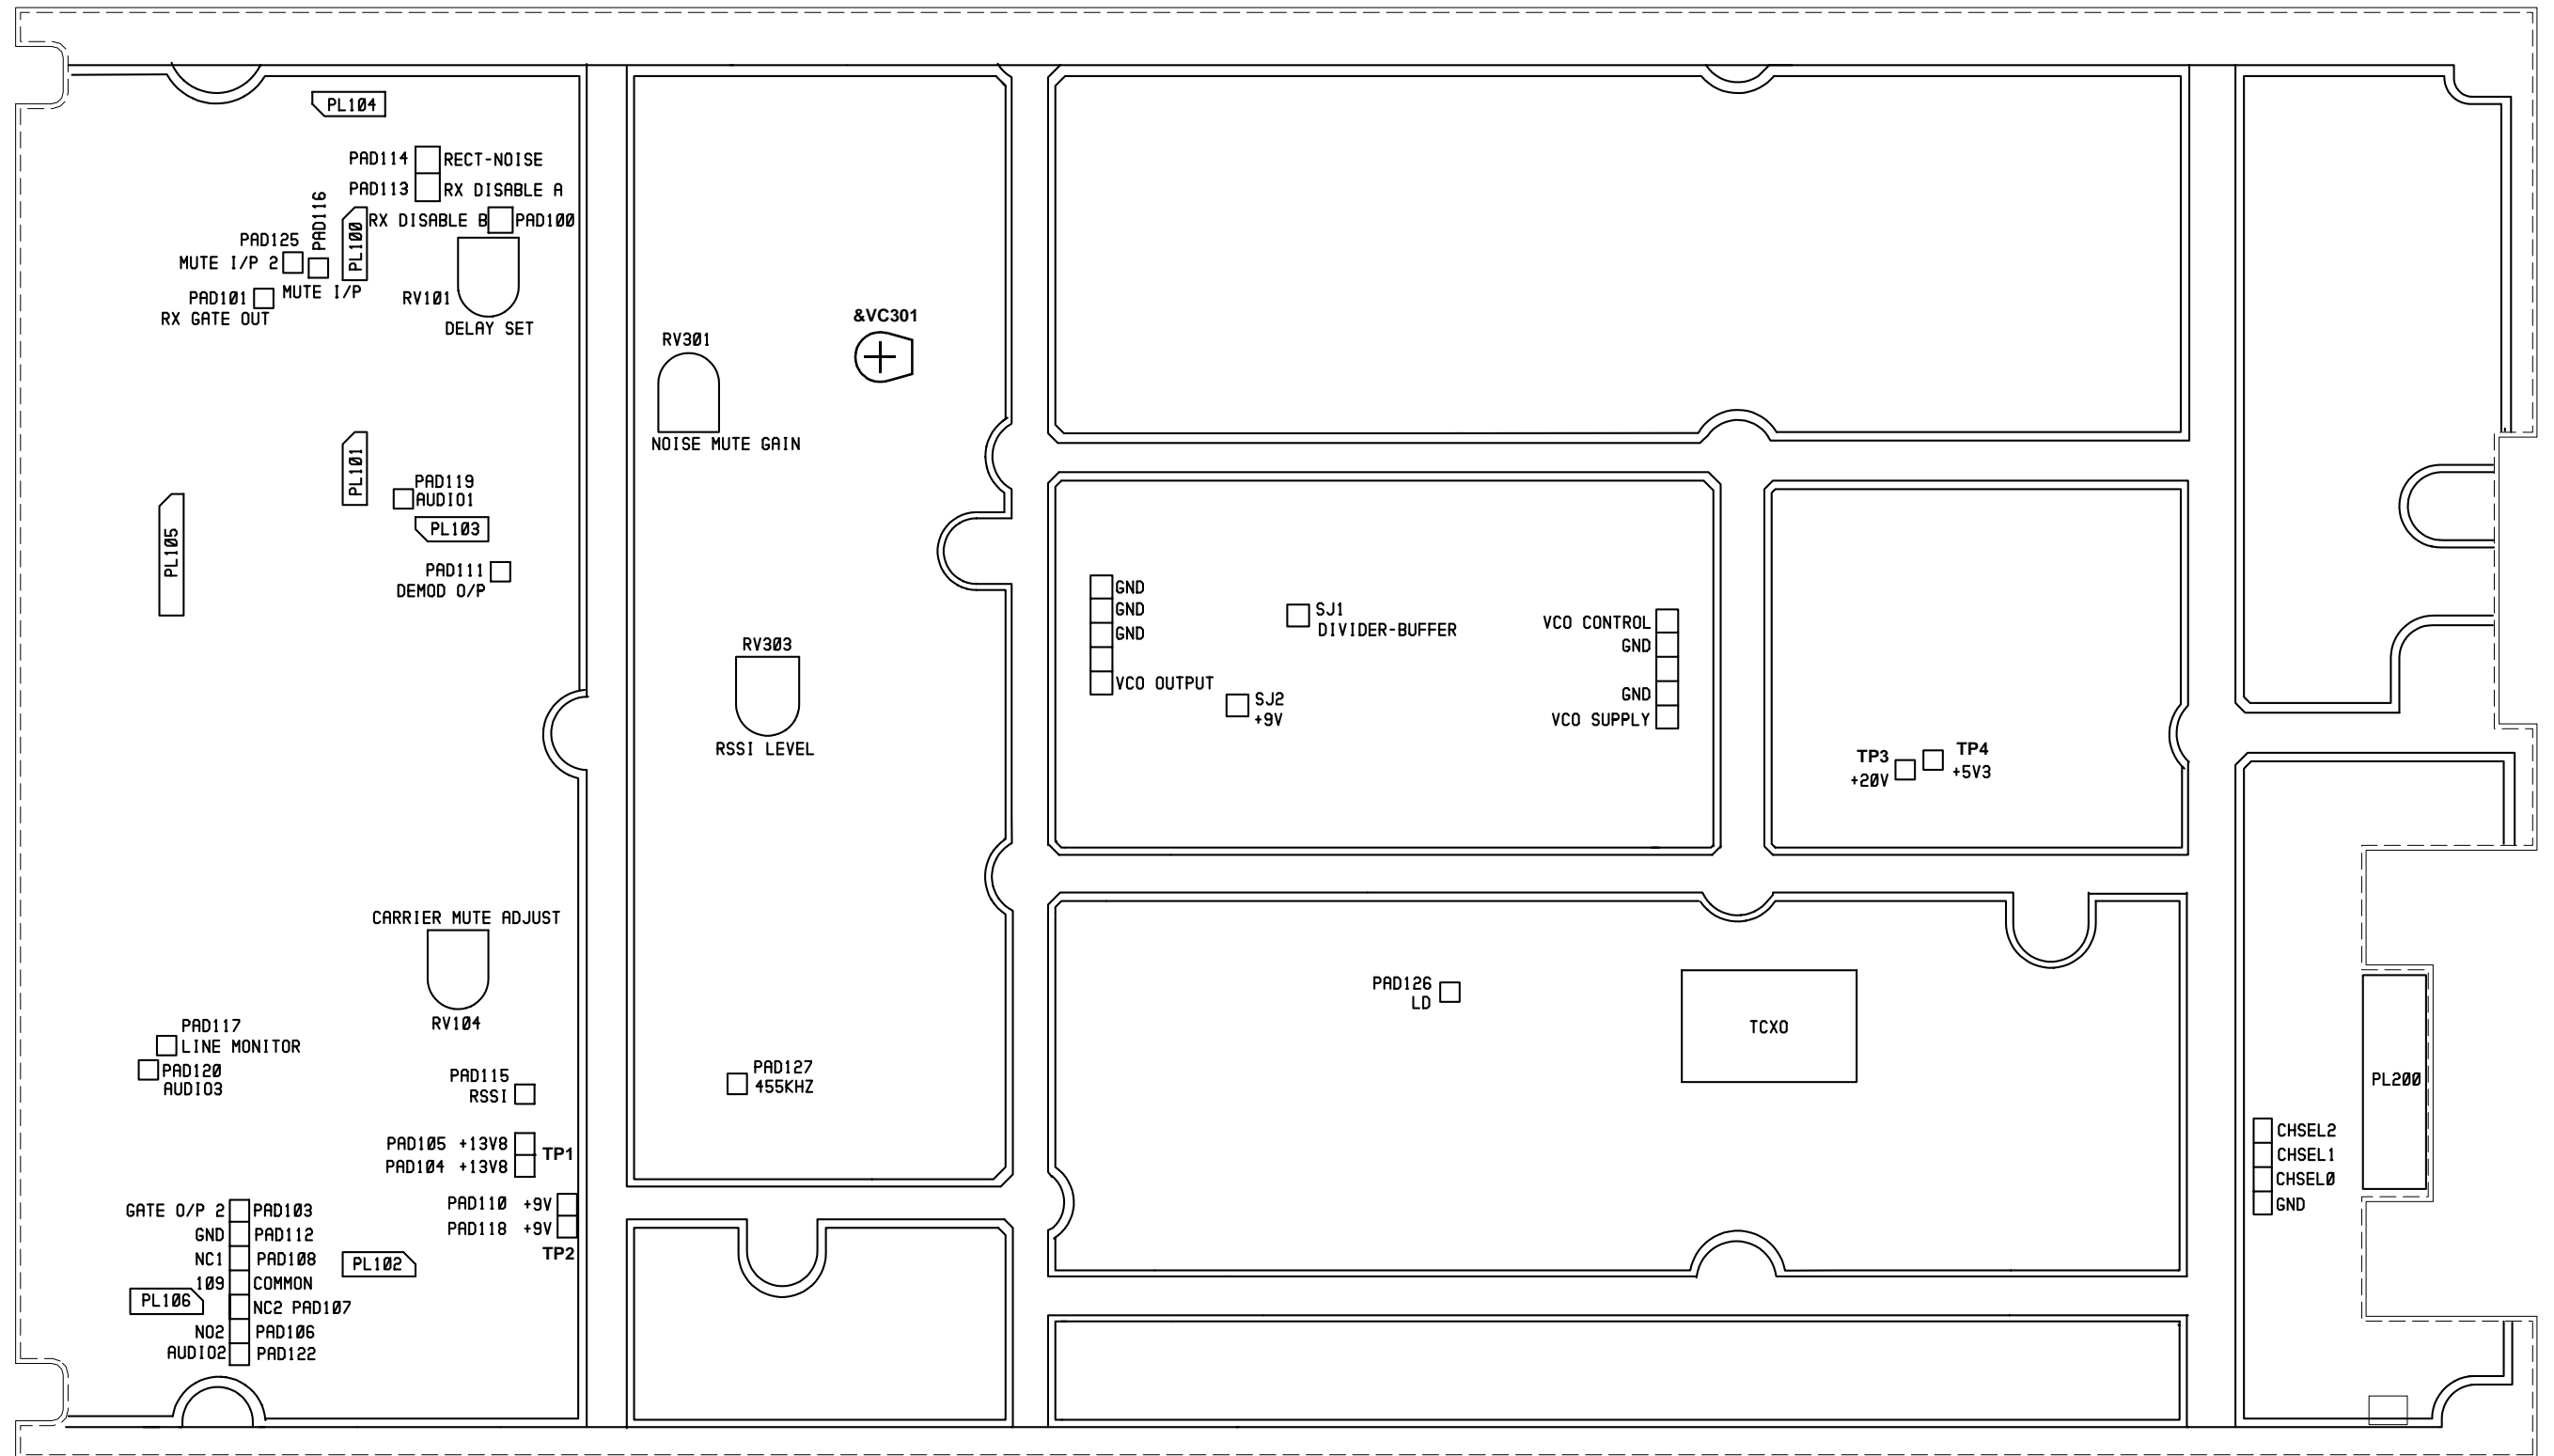 PL104
PAD114 RECT-NOISE
PAD113 RX DISABLE A
RX DISABLE B PAD100
PAD116
PL100
PAD125
MUTE I/P 2
MUTE I/P
PAD101
RX GATE OUT
RV101
DELAY SET
&VC301
RV301
NOISE MUTE GAIN
PL101
PAD119
AUDIO1
PL103
PL105
PAD111
DEMOD O/P
RV303
RSSI LEVEL
GND
GND
GND
VCO OUTPUT
SJ1
DIVIDER-BUFFER
SJ2
+9V
VCO CONTROL
GND
GND
VCO SUPPLY
TP3
+20V
TP4
+5V3
CARRIER MUTE ADJUST
RV104
PAD117
LINE MONITOR
PAD120
AUDIO3
PAD115
RSSI
PAD127
455KHZ
PAD126
LD
TCXO
PL200
CHSEL2
CHSEL1
CHSEL0
GND
PAD105 +13V8
PAD104 +13V8
TP1
PAD110 +9V
PAD118 +9V
TP2
GATE O/P 2 PAD103
GND PAD112
NC1 PAD108
109 COMMON
NC2 PAD107
NO2 PAD106
AUDIO2 PAD122
PL102
PL106